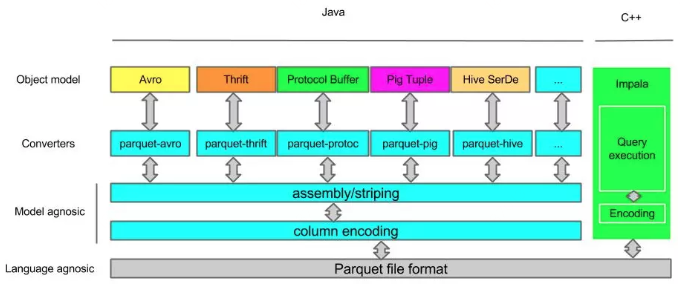 Java
C++
Object model
Avro
Thrift
Protocol Buffer
Pig Tuple
Hive SerDe
...
Impala
Converters
parquet-avro
parquet-thrift
parquet-protoc
parquet-pig
parquet-hive
...
Query
execution
Model agnostic
assembly/striping
Encoding
column encoding
Language agnostic
Parquet file format